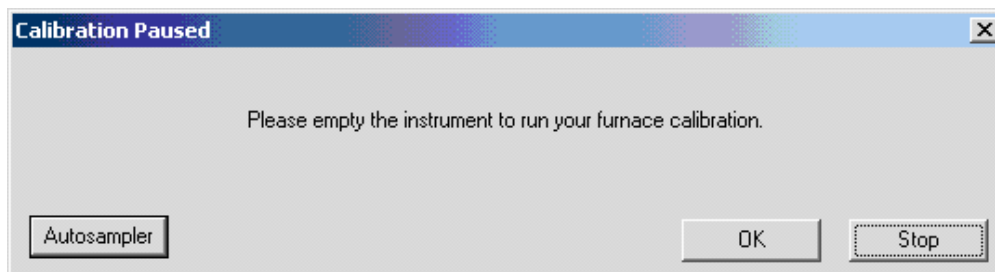 Calibration Paused
Please empty the instrument to run your furnace calibration.
Autosampler
OK
Stop